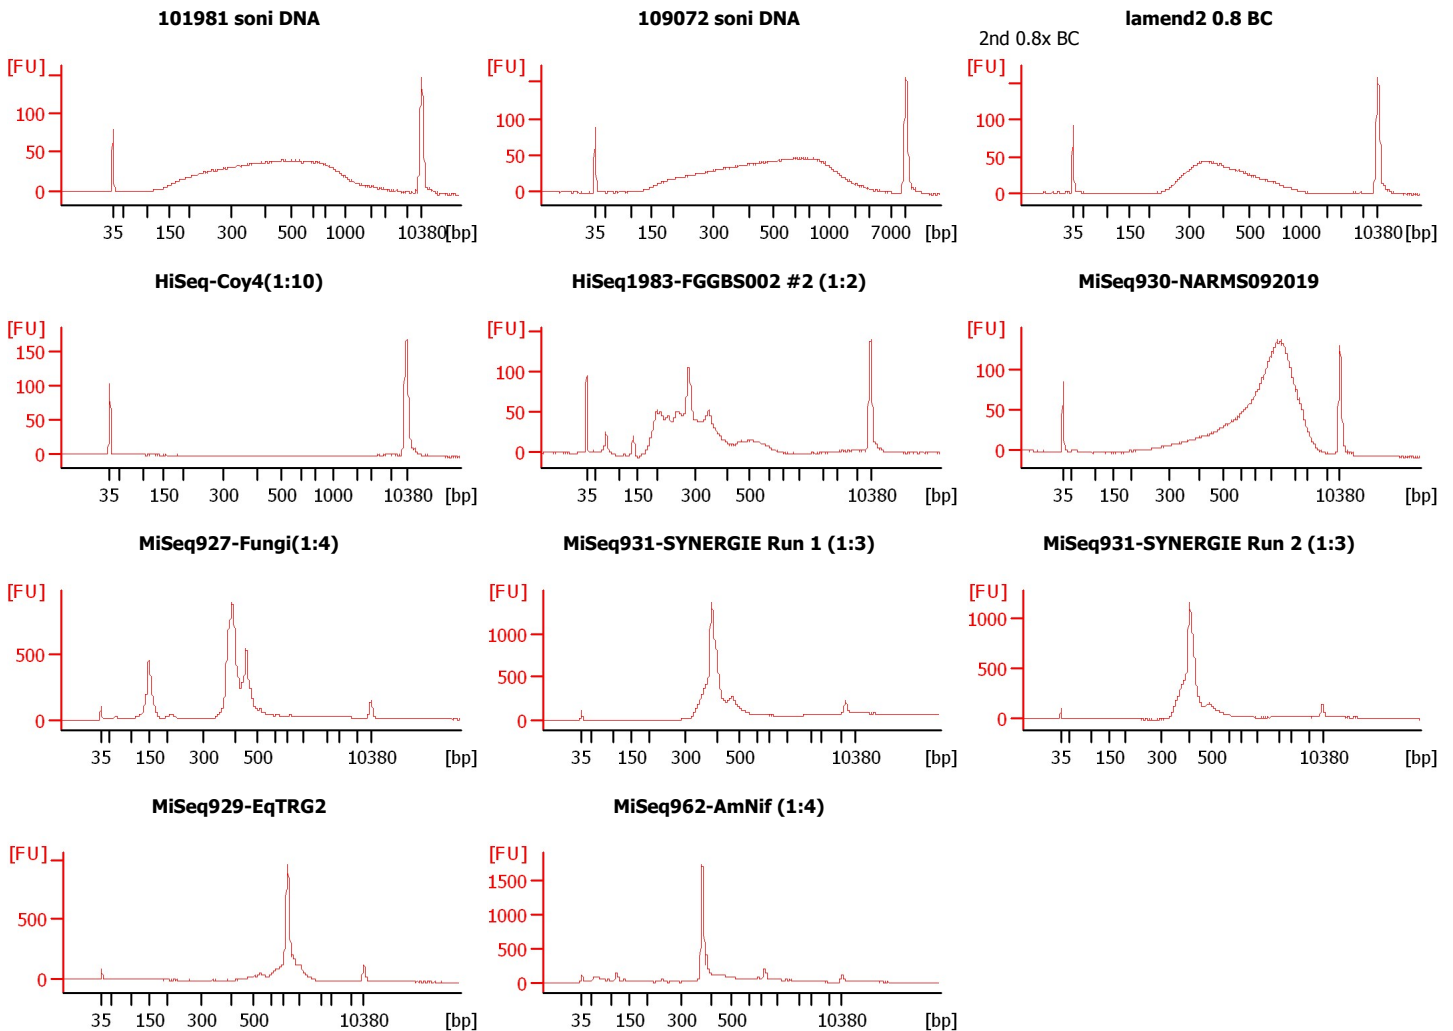 101981 soni DNA
[FU]
100
50
0
35 150 300 500 1000 10380 [bp]
109072 soni DNA
[FU]
100
50
0
35 150 300 500 1000 7000 [bp]
lamend2 0.8 BC
2nd 0.8x BC
[FU]
100
50
0
35 150 300 500 1000 10380 [bp]
HiSeq-Coy4(1:10)
[FU]
150
100
50
0
35 150 300 500 1000 10380 [bp]
HiSeq1983-FGGBS002 #2 (1:2)
[FU]
100
50
0
35 150 300 500 10380 [bp]
MiSeq930-NARMS092019
[FU]
100
50
0
35 150 300 500 10380 [bp]
MiSeq927-Fungi(1:4)
[FU]
500
0
35 150 300 500 10380 [bp]
MiSeq931-SYNERGIE Run 1 (1:3)
[FU]
1000
500
0
35 150 300 500 10380 [bp]
MiSeq931-SYNERGIE Run 2 (1:3)
[FU]
1000
500
0
35 150 300 500 10380 [bp]
MiSeq929-EqTRG2
[FU]
500
0
35 150 300 500 10380 [bp]
MiSeq962-AmNif (1:4)
[FU]
1500
1000
500
0
35 150 300 500 10380 [bp]